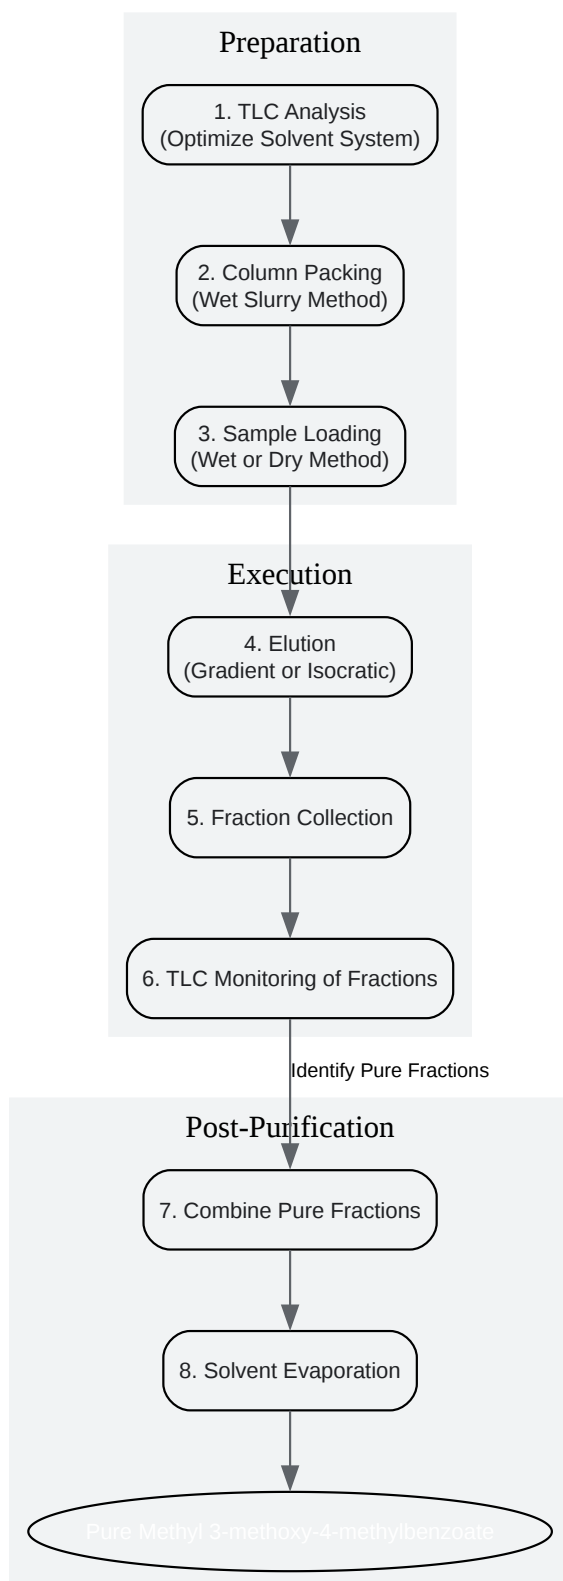 Preparation
1. TLC Analysis
(Optimize Solvent System)
2. Column Packing
(Wet Slurry Method)
3. Sample Loading
(Wet or Dry Method)
Execution
4. Elution
(Gradient or Isocratic)
5. Fraction Collection
6. TLC Monitoring of Fractions
Identify Pure Fractions
Post-Purification
7. Combine Pure Fractions
8. Solvent Evaporation
Pure Methyl 3-methoxy-4-methylbenzoate